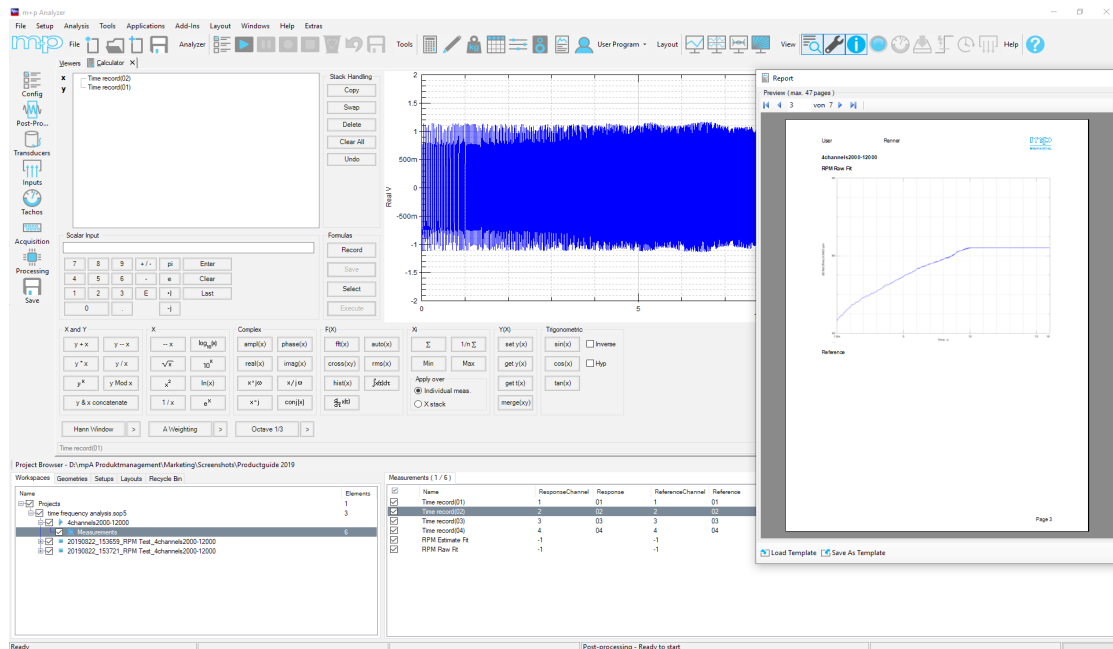 m+p Analyzer
File Setup Analysis Tools Applications Add-Ins Layout Windows Help Extras
m+p File Analyzer Tools User Program Layout View Help
Viewers Calculator
Config
Post-Pro...
Transducers
Inputs
Tachos
Acquisition
Processing
Save
x Time record(02)
y Time record(01)
Stack Handling
Copy
Swap
Delete
Clear All
Undo
Scalar Input
7 8 9 +/- pi Enter
4 5 6 - e Clear
1 2 3 E +j Last
0 . -j
Formulas
Record
Save
Select
Execute
Real V
2
1.5
1
500m
0
-500m
-1
-1.5
-2
0 5
X and Y X Complex F(X) Xi Y(X) Trigonometric
y + x y -- x -- x log10|x| ampl(x) phase(x) fft(x) auto(x) Σ 1/n Σ set y(x) sin(x) Inverse
y * x y / x √x 10^x real(x) imag(x) cross(xy) rms(x) Min Max get y(x) cos(x) Hyp
y^x y Mod x x^2 ln(x) x*jω x/jω hist(x) ∫x(t)dt Apply over get t(x) tan(x)
Individual meas.
y & x concatenate 1 / x e^x x*j conj(x) d/dt x(t) X stack merge(xy)
Hann Window > A Weighting > Octave 1/3 >
Time record(01)
Report
Preview ( max. 47 pages )
3 von 7
User Renner
m+p
4channels2000-12000
RPM Raw Fit
Reference
Page 3
Load Template Save As Template
Project Browser - D:\mpA Produktmanagement\Marketing\Screenshots\Productguide 2019
Workspaces Geometries Setups Layouts Recycle Bin
Name Elements
Projects 1
time frequency analysis.sop5 3
4channels2000-12000
Measurements 6
20190822_153659_RPM Test_4channels2000-12000
20190822_153721_RPM Test_4channels2000-12000
Measurements ( 1 / 6 )
Name ResponseChannel Response ReferenceChannel Reference
Time record(01) 1 01 1 01
Time record(02) 2 02 2 02
Time record(03) 3 03 3 03
Time record(04) 4 04 4 04
RPM Estimate Fit -1 -1
RPM Raw Fit -1 -1
Ready
Post-processing - Ready to start